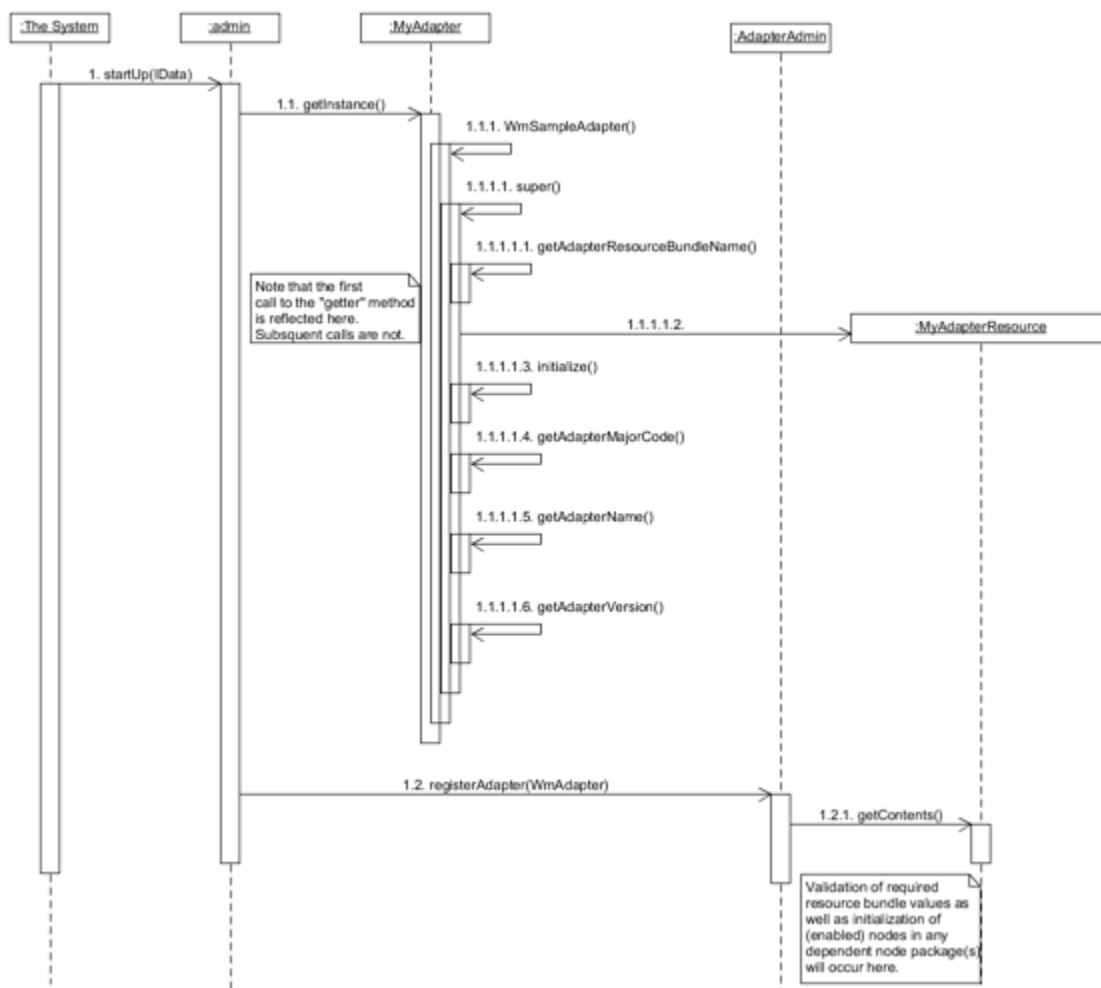 :The System
:admin
:MyAdapter
:AdapterAdmin
1. startUp(IData)
1.1. getInstance()
1.1.1. WmSampleAdapter()
1.1.1.1. super()
1.1.1.1.1. getAdapterResourceBundleName()
Note that the first
call to the "getter" method
is reflected here.
Subsquent calls are not.
1.1.1.1.2.
:MyAdapterResource
1.1.1.1.3. initialize()
1.1.1.1.4. getAdapterMajorCode()
1.1.1.1.5. getAdapterName()
1.1.1.1.6. getAdapterVersion()
1.2. registerAdapter(WmAdapter)
1.2.1. getContents()
Validation of required
resource bundle values as
well as initialization of
(enabled) nodes in any
dependent node package(s)
will occur here.